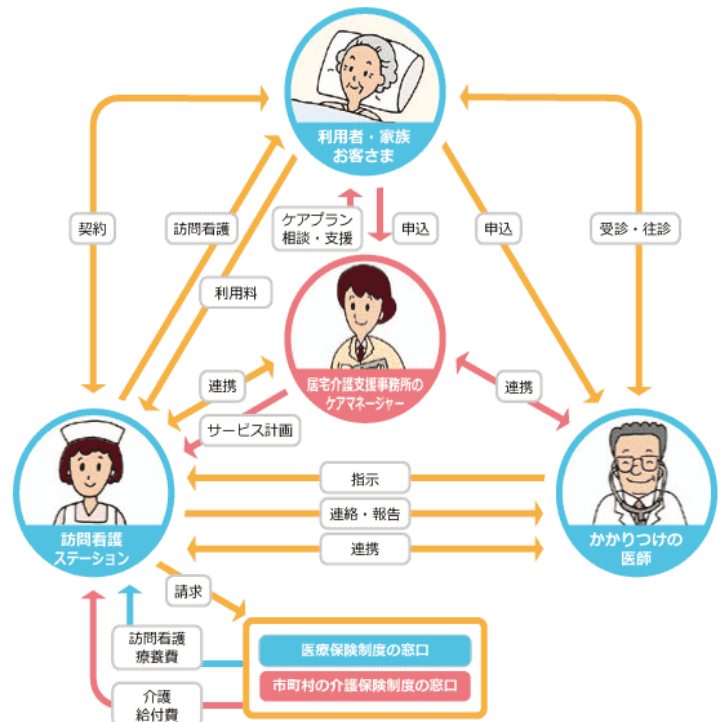 利用者・家族
お客さま
契約
訪問看護
ケアプラン
相談・支援
申込
申込
受診・往診
利用料
連携
居宅介護支援事務所の
ケアマネージャー
連携
サービス計画
指示
連絡・報告
連携
訪問看護
ステーション
かかりつけの
医師
請求
訪問看護
療養費
医療保険制度の窓口
市町村の介護保険制度の窓口
介護
給付費